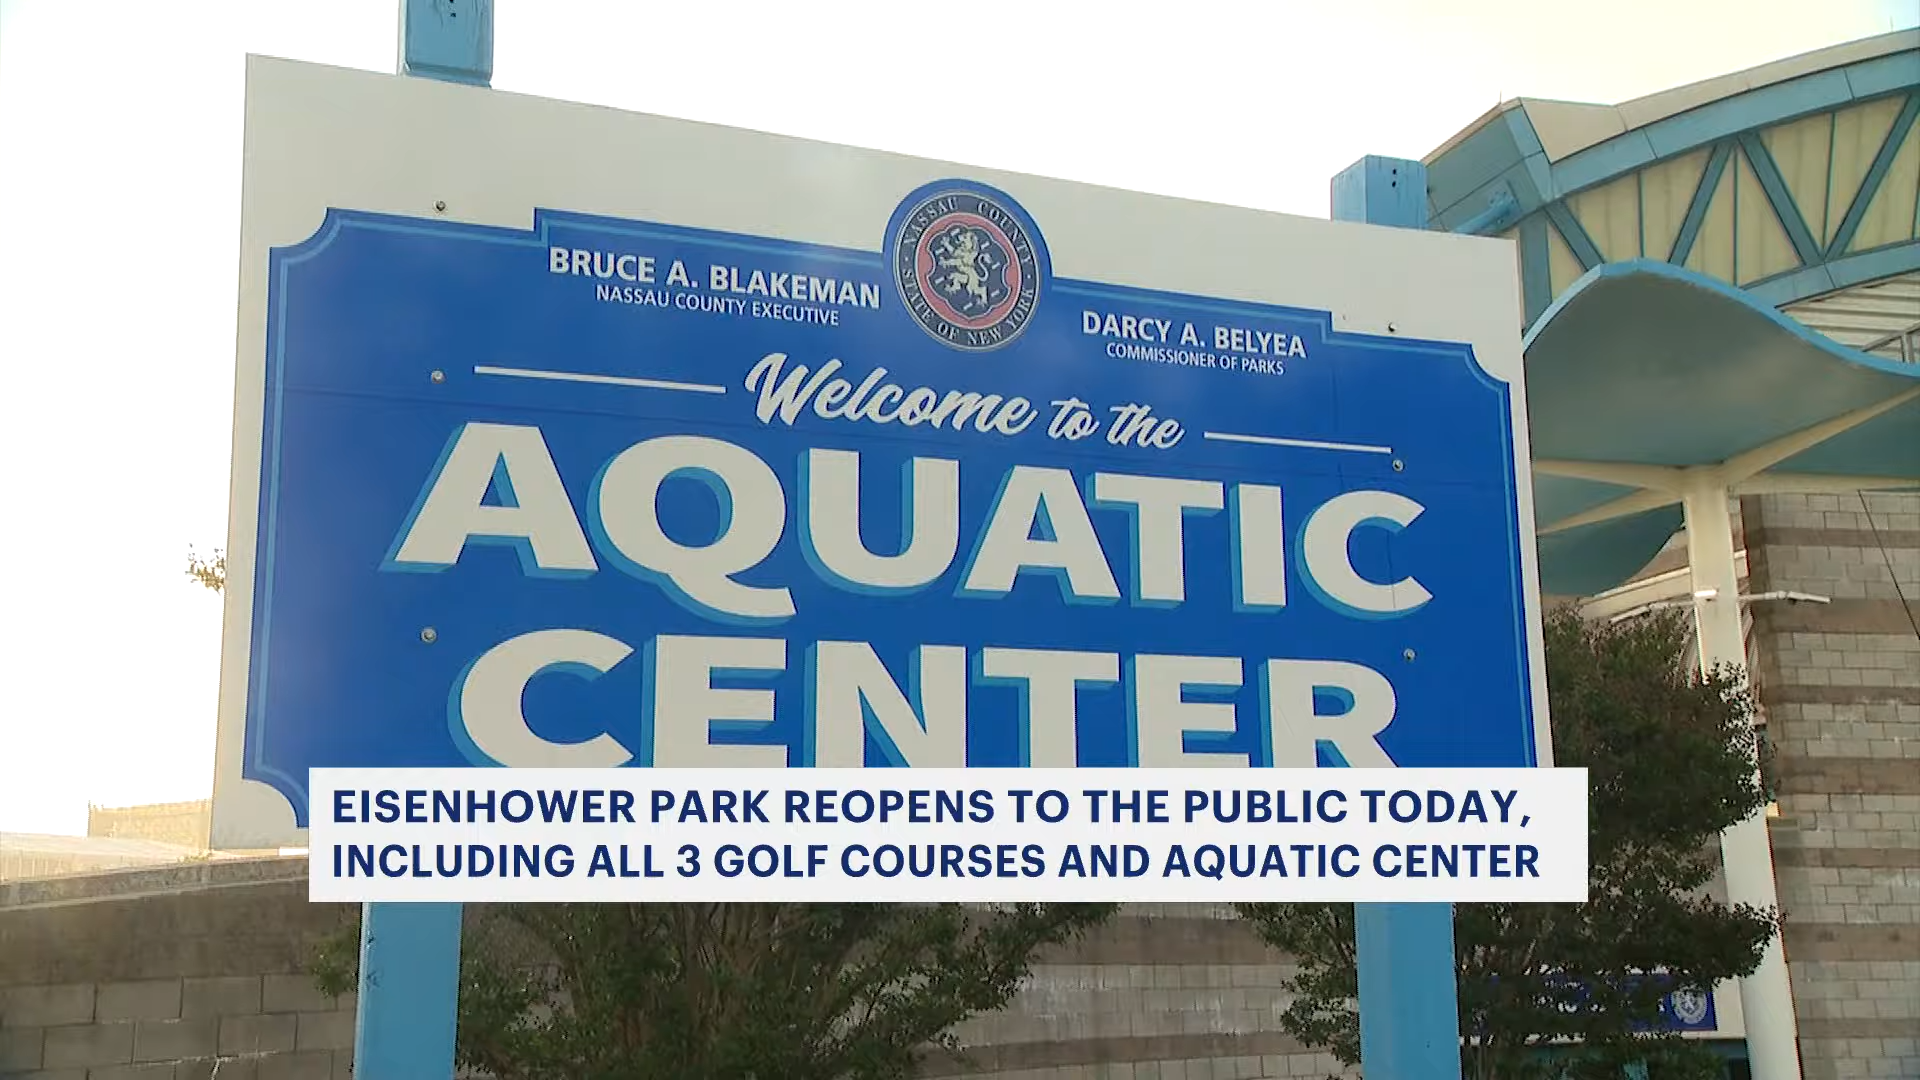 NASSAU COUNTY
STATE OF NEW YORK
BRUCE A. BLAKEMAN
NASSAU COUNTY EXECUTIVE
DARCY A. BELYEA
COMMISSIONER OF PARKS
Welcome to the
AQUATIC
CENTER
EISENHOWER PARK REOPENS TO THE PUBLIC TODAY,
INCLUDING ALL 3 GOLF COURSES AND AQUATIC CENTER